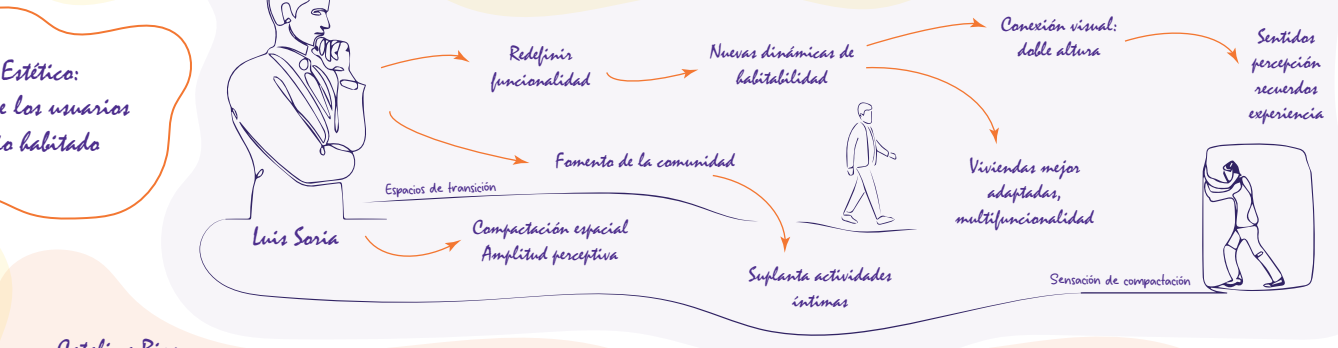 Estético:
e los usuarios
o habitado
Luis Soria
Redefinir
funcionalidad
Nuevas dinámicas de
habitabilidad
Conexión visual:
doble altura
Sentidos
percepción
recuerdos
experiencia
Viviendas mejor
adaptadas,
multifuncionalidad
Fomento de la comunidad
Suplanta actividades
íntimas
Espacios de transición
Compactación espacial
Amplitud perceptiva
Sensación de compactación